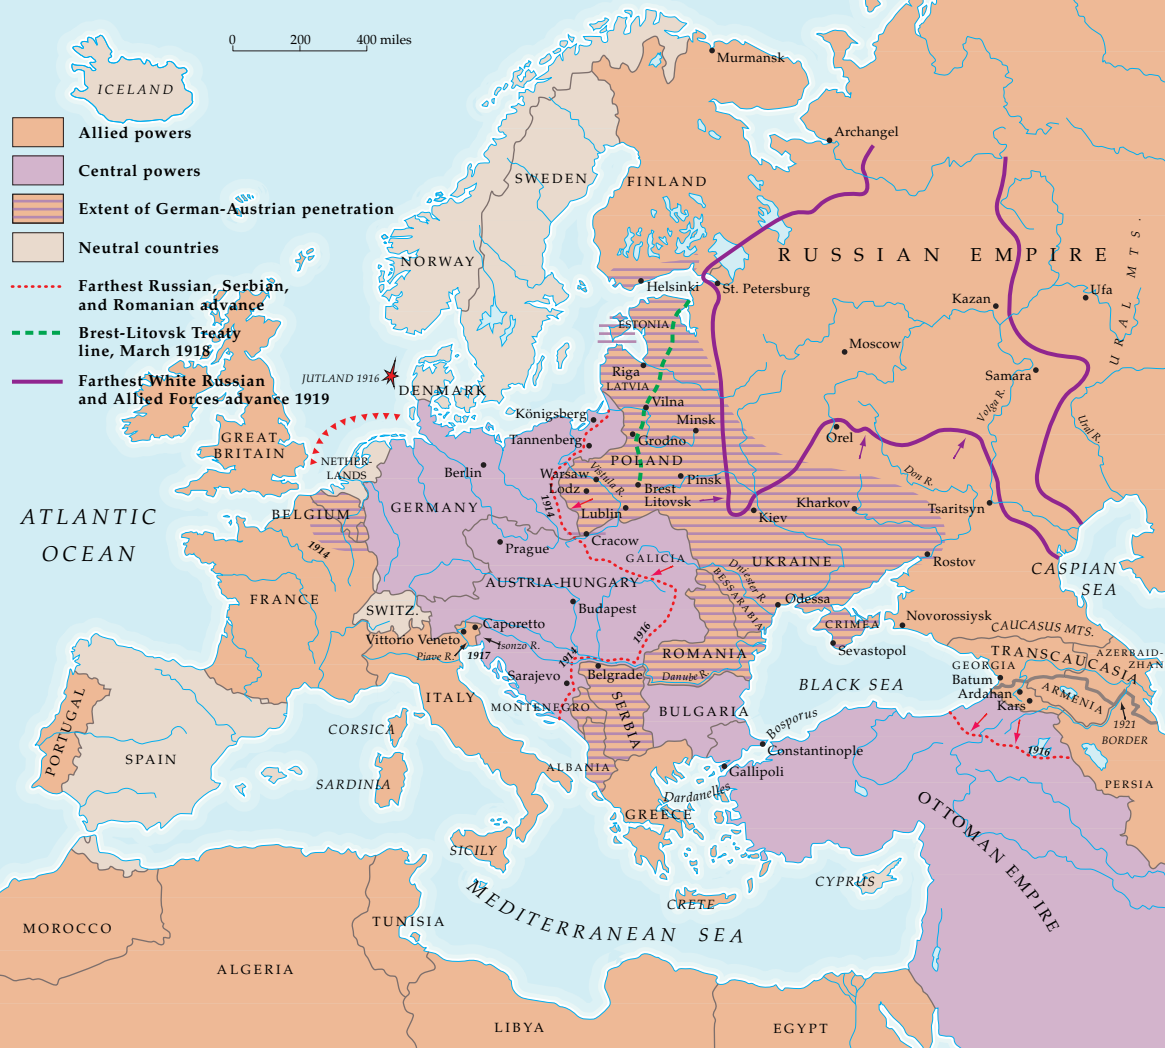 0 200 400 miles
ICELAND
Allied powers
Central powers
Extent of German-Austrian penetration
Neutral countries
Farthest Russian, Serbian,
and Romanian advance
Brest-Litovsk Treaty
line, March 1918
Farthest White Russian
and Allied Forces advance 1919
Murmansk
Archangel
SWEDEN
FINLAND
NORWAY
RUSSIAN EMPIRE
URAL MTS.
Helsinki
St. Petersburg
Kazan
Ufa
ESTONIA
Moscow
Riga
LATVIA
Samara
JUTLAND 1916
DENMARK
Vilna
Volga R.
Königsberg
Minsk
Ural R.
Tannenberg
Grodno
Orel
GREAT
BRITAIN
NETHER-
LANDS
POLAND
Berlin
Warsaw
Vistula R.
Pinsk
Don R.
Lodz
Brest
Litovsk
1914
GERMANY
Lublin
Kharkov
Tsaritsyn
Kiev
ATLANTIC
OCEAN
BELGIUM
1914
Cracow
Prague
GALICIA
UKRAINE
Rostov
CASPIAN
SEA
AUSTRIA-HUNGARY
Dniester R.
BESSARABIA
FRANCE
SWITZ.
Budapest
Odessa
CRIMEA
Novorossiysk
Caporetto
Vittorio Veneto
Isonzo R.
Piave R.
1917
1916
1914
Sevastopol
CAUCASUS MTS.
ROMANIA
TRANSCAUCASIA
AZERBAID-
ZHAN
GEORGIA
Belgrade
Danube R.
Sarajevo
Batum
Ardahan
Kars
ARMENIA
BLACK SEA
PORTUGAL
ITALY
MONTENEGRO
SERBIA
BULGARIA
1921
BORDER
CORSICA
Bosporus
SPAIN
Constantinople
1916
ALBANIA
Gallipoli
SARDINIA
Dardanelles
PERSIA
GREECE
OTTOMAN EMPIRE
SICILY
CYPRUS
CRETE
MEDITERRANEAN SEA
MOROCCO
TUNISIA
ALGERIA
LIBYA
EGYPT